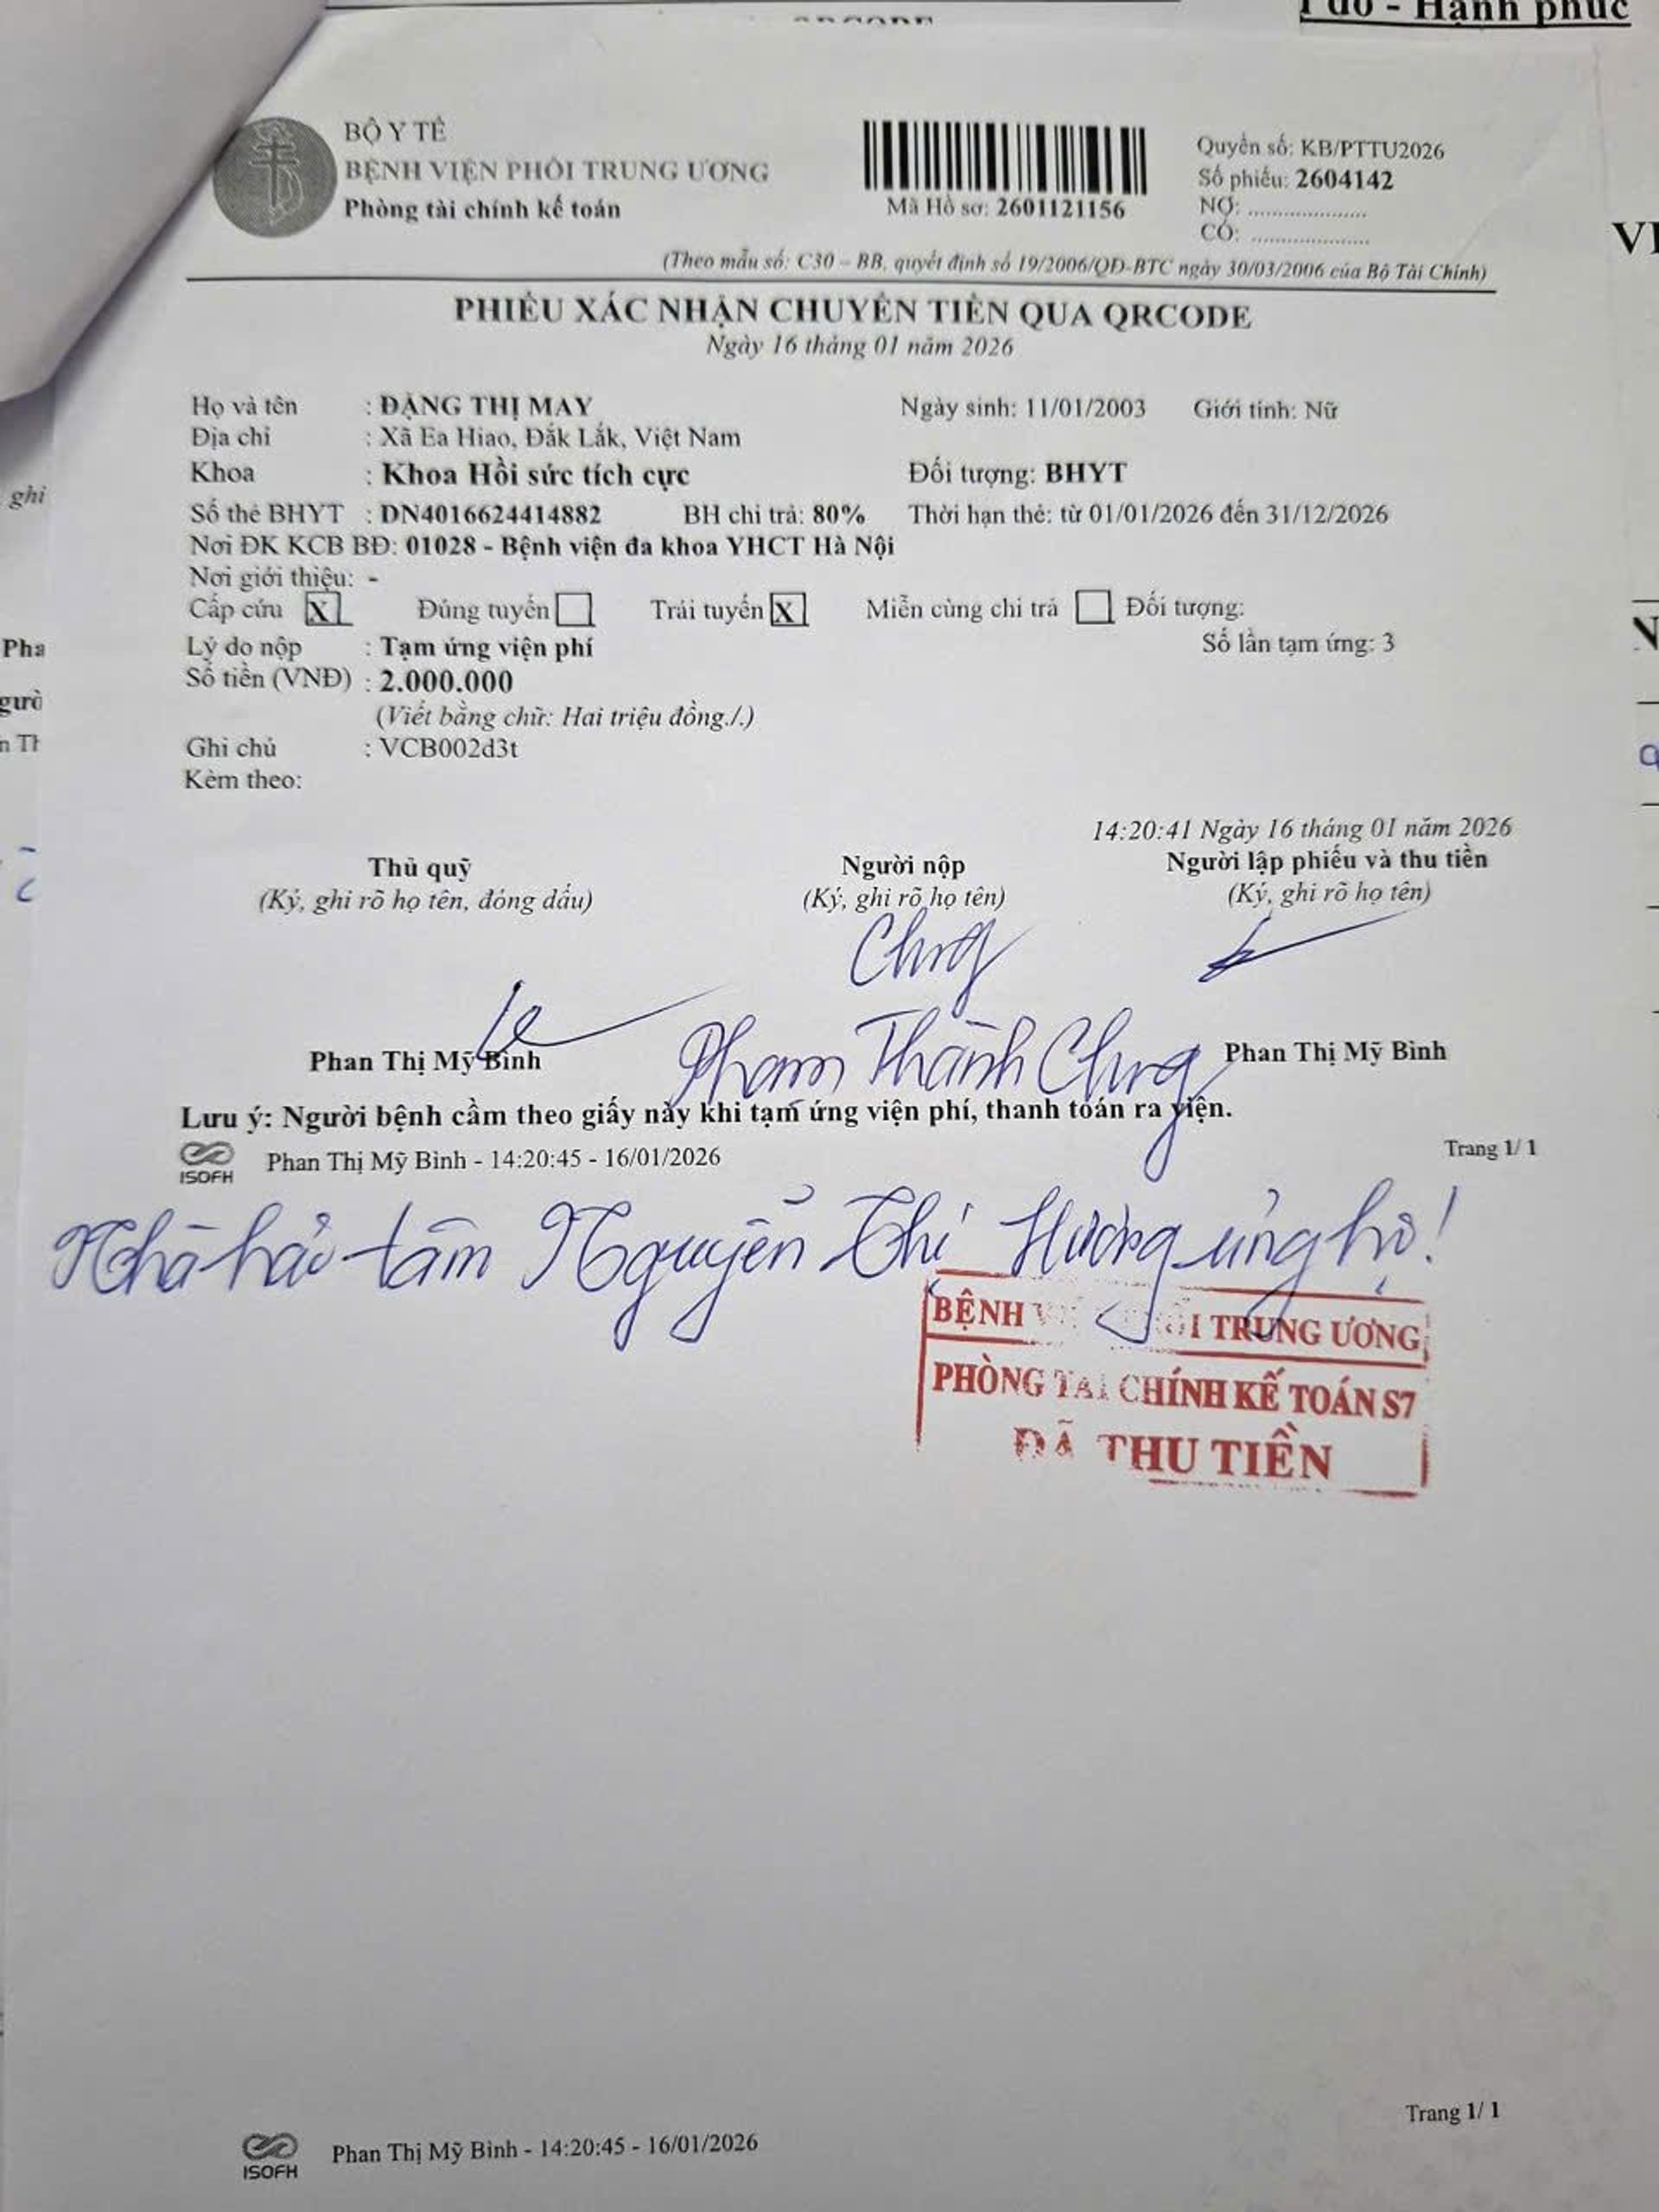 Tự do - Hạnh phúc
QRCODE
BỘ Y TẾ
BỆNH VIỆN PHỔI TRUNG ƯƠNG
Phòng tài chính kế toán
Mã Hồ sơ: 2601121156
Quyển số: KB/PTTU2026
Số phiếu: 2604142
NỢ: .....................
CÓ: .....................
(Theo mẫu số: C30 – BB, quyết định số 19/2006/QĐ-BTC ngày 30/03/2006 của Bộ Tài Chính)
PHIẾU XÁC NHẬN CHUYỂN TIỀN QUA QRCODE
Ngày 16 tháng 01 năm 2026
Họ và tên : ĐẶNG THỊ MAY Ngày sinh: 11/01/2003 Giới tính: Nữ
Địa chỉ : Xã Ea Hiao, Đắk Lắk, Việt Nam
Khoa : Khoa Hồi sức tích cực Đối tượng: BHYT
Số thẻ BHYT : DN4016624414882 BH chi trả: 80% Thời hạn thẻ: từ 01/01/2026 đến 31/12/2026
Nơi ĐK KCB BĐ: 01028 - Bệnh viện đa khoa YHCT Hà Nội
Nơi giới thiệu: -
Cấp cứu X Đúng tuyến Trái tuyến X Miễn cùng chi trả Đối tượng:
Lý do nộp : Tạm ứng viện phí Số lần tạm ứng: 3
Số tiền (VNĐ) : 2.000.000
(Viết bằng chữ: Hai triệu đồng./.)
Ghi chú : VCB002d3t
Kèm theo:
14:20:41 Ngày 16 tháng 01 năm 2026
Thủ quỹ Người nộp Người lập phiếu và thu tiền
(Ký, ghi rõ họ tên, đóng dấu) (Ký, ghi rõ họ tên) (Ký, ghi rõ họ tên)
Chng
Phan Thị Mỹ Bình Phạm Thành Chng Phan Thị Mỹ Bình
Lưu ý: Người bệnh cầm theo giấy này khi tạm ứng viện phí, thanh toán ra viện.
ISOFH Phan Thị Mỹ Bình - 14:20:45 - 16/01/2026 Trang 1/ 1
Nhà hảo tâm Nguyễn Thị Hường ủng hộ!
BỆNH VIỆN PHỔI TRUNG ƯƠNG
PHÒNG TÀI CHÍNH KẾ TOÁN S7
ĐÃ THU TIỀN
Trang 1/ 1
ISOFH Phan Thị Mỹ Bình - 14:20:45 - 16/01/2026